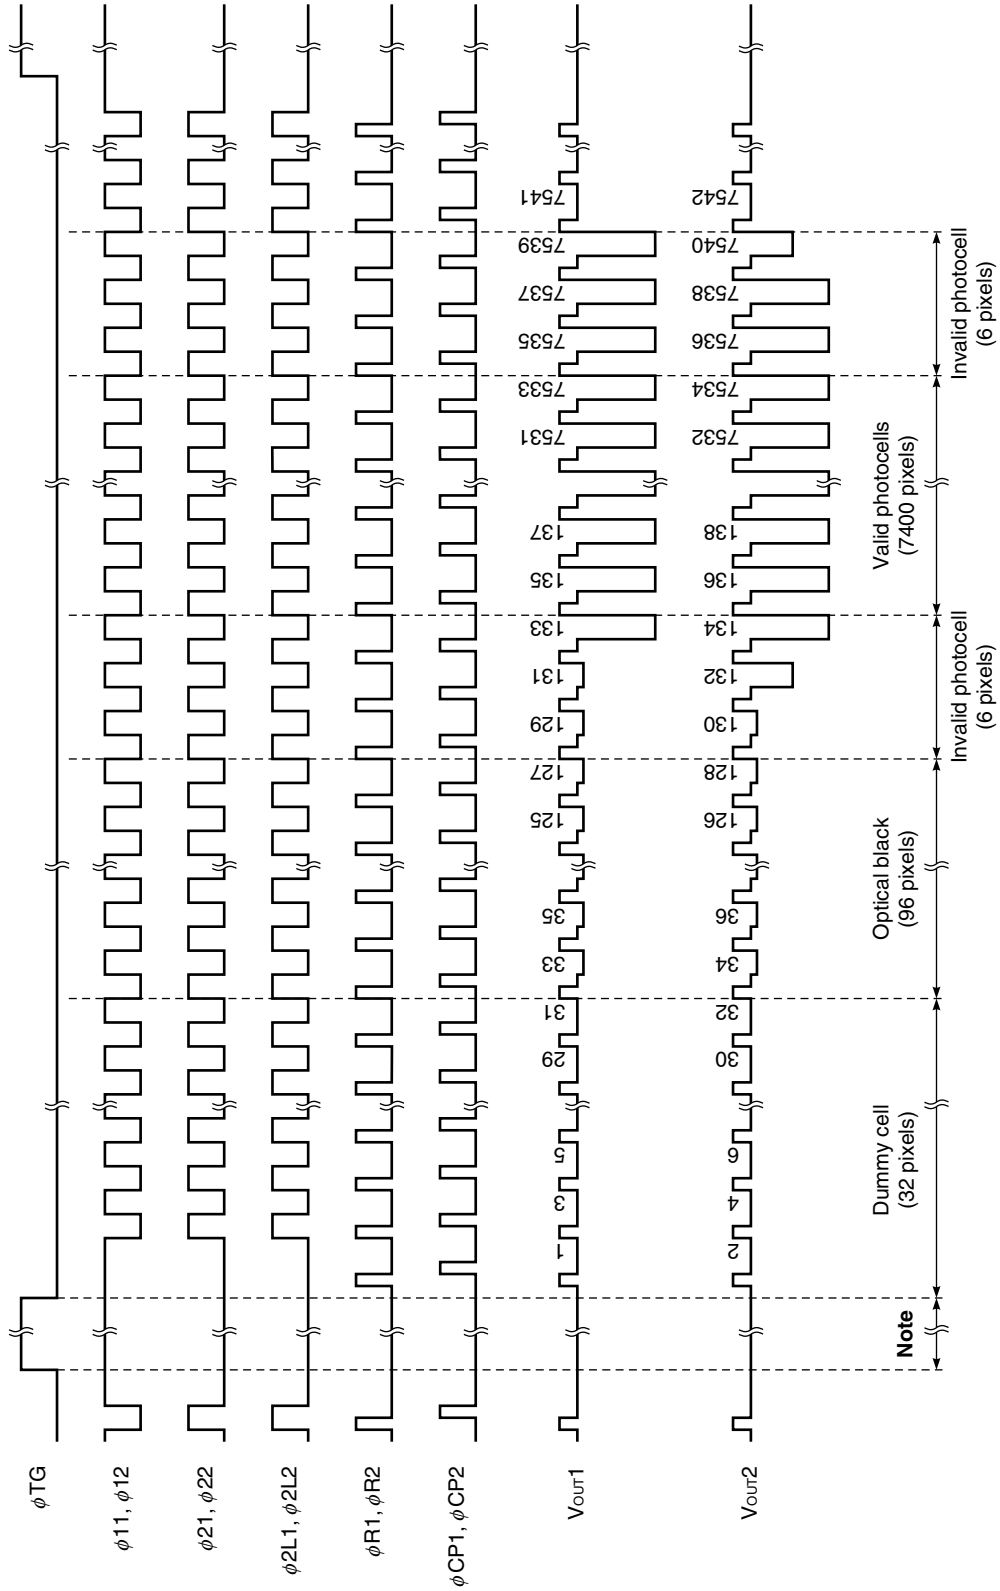 φTG
φ11, φ12
φ21, φ22
φ2L1, φ2L2
φR1, φR2
φCP1, φCP2
VOUT1
1
3
5
29
31
33
35
125
127
129
131
133
135
137
7531
7533
7535
7537
7539
7541
VOUT2
2
4
6
30
32
34
36
126
128
130
132
134
136
138
7532
7534
7536
7538
7540
7542
Note
Dummy cell
(32 pixels)
Optical black
(96 pixels)
Invalid photocell
(6 pixels)
Valid photocells
(7400 pixels)
Invalid photocell
(6 pixels)